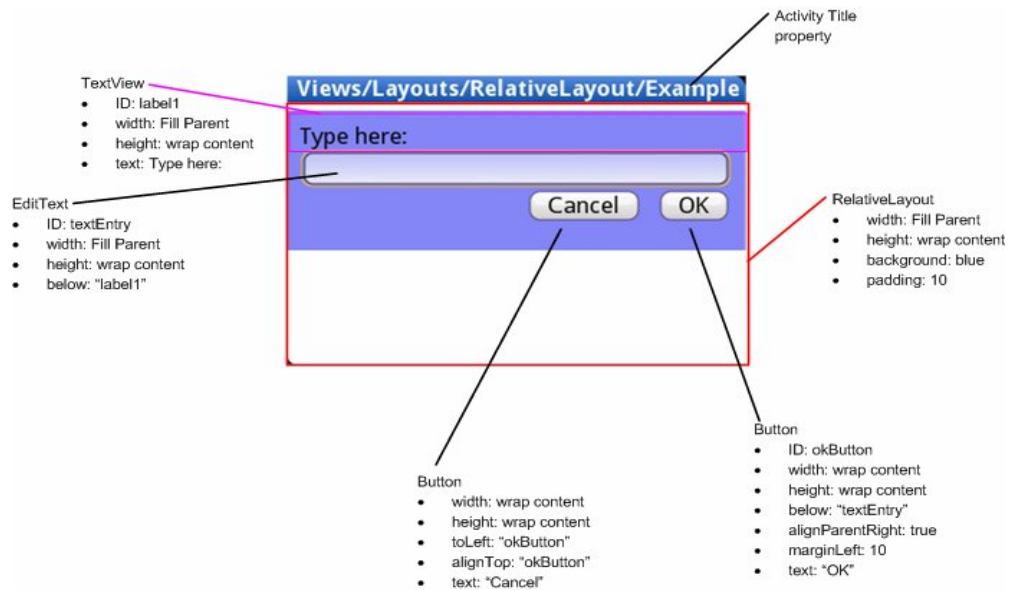 Activity Title
property
Views/Layouts/RelativeLayout/Example
TextView
• ID: label1
• width: Fill Parent
• height: wrap content
• text: Type here:
Type here:
EditText
• ID: textEntry
• width: Fill Parent
• height: wrap content
• below: “label1”
Cancel
OK
RelativeLayout
• width: Fill Parent
• height: wrap content
• background: blue
• padding: 10
Button
• width: wrap content
• height: wrap content
• toLeft: “okButton”
• alignTop: “okButton”
• text: “Cancel”
Button
• ID: okButton
• width: wrap content
• height: wrap content
• below: “textEntry”
• alignParentRight: true
• marginLeft: 10
• text: “OK”